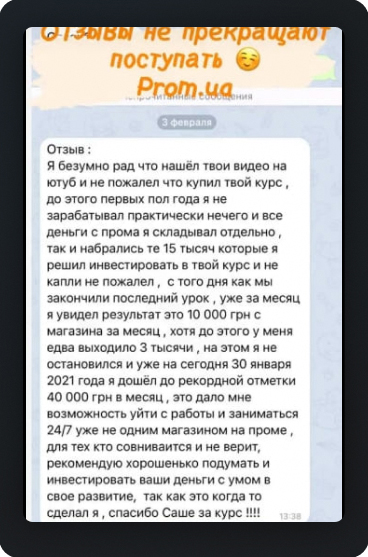 ОТЗЫВЫ не прекращают
поступать ☺️
Prom.ua
сообщения
3 февраля
Отзыв :
Я безумно рад что нашёл твои видео на
ютуб и не пожалел что купил твой курс ,
до этого первых пол года я не
зарабатывал практически нечего и все
деньги с прома я складывал отдельно ,
так и набрались те 15 тысяч которые я
решил инвестировать в твой курс и не
капли не пожалел , с того дня как мы
закончили последний урок , уже за месяц
я увидел результат это 10 000 грн с
магазина за месяц , хотя до этого у меня
едва выходило 3 тысячи , на этом я не
остановился и уже на сегодня 30 января
2021 года я дошёл до рекордной отметки
40 000 грн в месяц , это дало мне
возможность уйти с работы и заниматься
24/7 уже не одним магазином на проме ,
для тех кто совниваится и не верит,
рекомендую хорошенько подумать и
инвестировать ваши деньги с умом в
свое развитие, так как это когда то
сделал я , спасибо Саше за курс !!!!
13:38